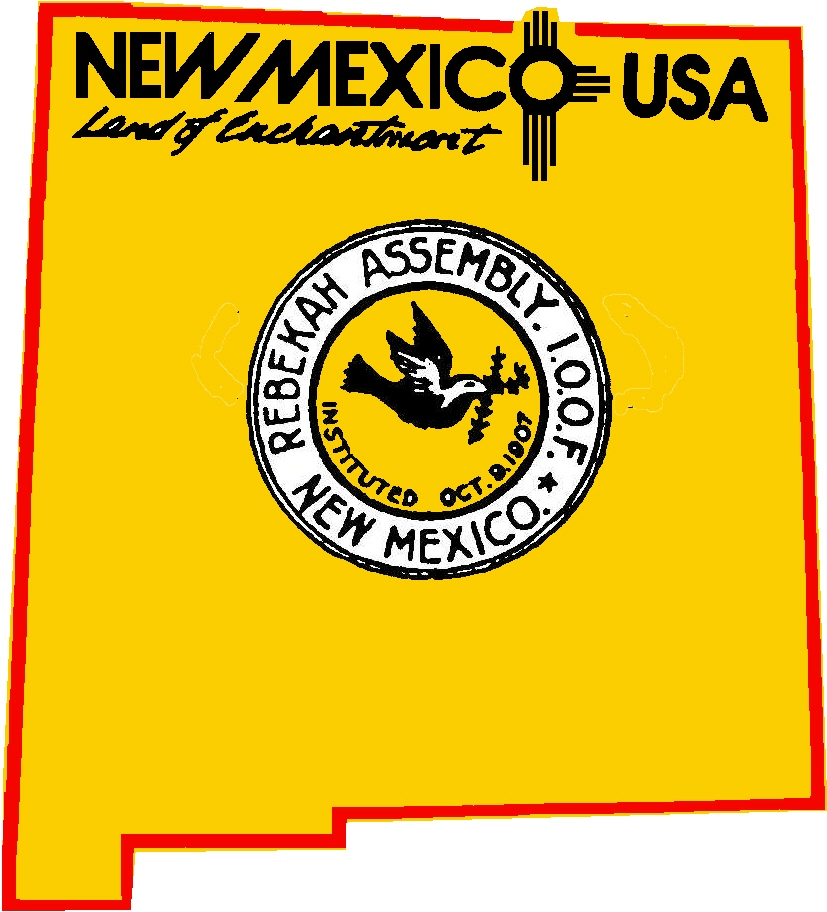 NEW MEXICO USA
Land of Enchantment
REBEKAH ASSEMBLY. I.O.O.F. ★
NEW MEXICO.
INSTITUTED OCT. 9. 1907